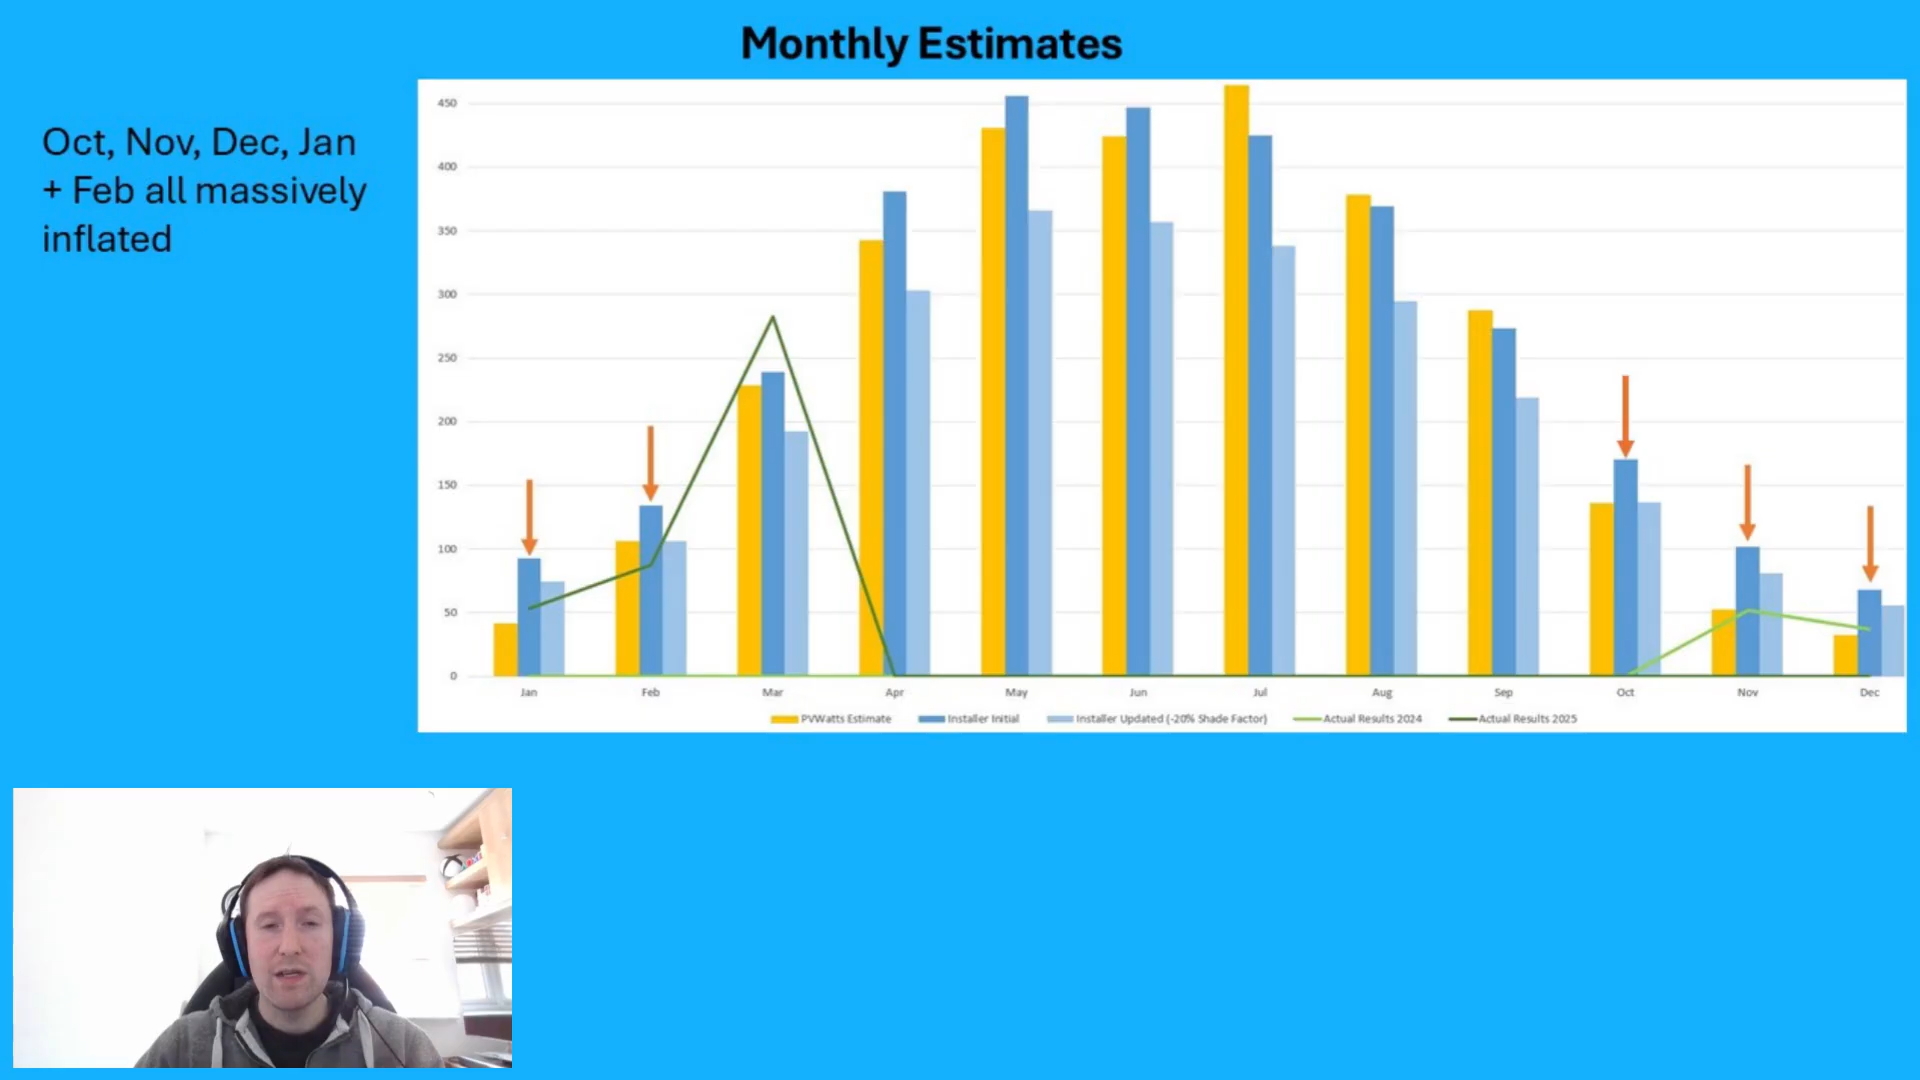 Monthly Estimates
Oct, Nov, Dec, Jan
+ Feb all massively
inflated
450
400
350
300
250
200
150
100
50
0
Jan Feb Mar Apr May Jun Jul Aug Sep Oct Nov Dec
PVWatts Estimate Installer Initial Installer Updated (-20% Shade Factor) Actual Results 2024 Actual Results 2025